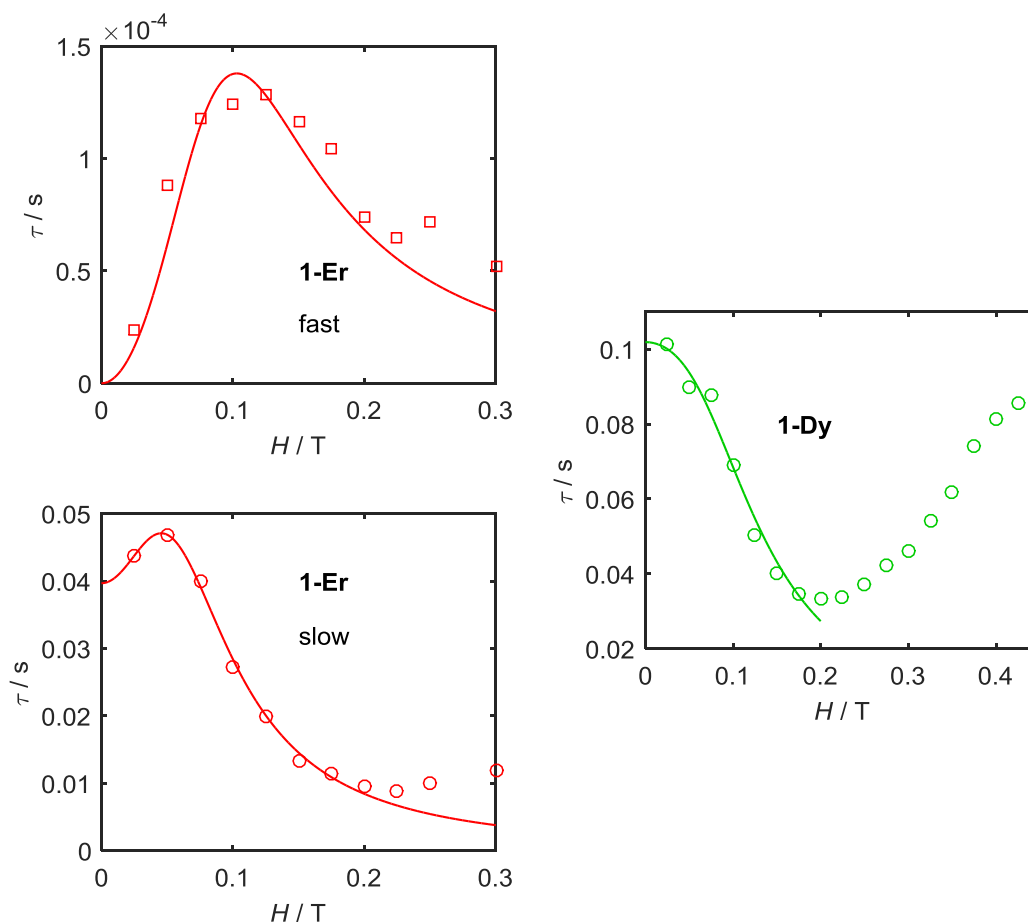 ×10⁻⁴
1.5
1
0.5
0
τ / s
1-Er
fast
0 0.1 0.2 0.3
H / T
0.05
0.04
0.03
0.02
0.01
0
τ / s
1-Er
slow
0 0.1 0.2 0.3
H / T
0.1
0.08
0.06
0.04
0.02
τ / s
1-Dy
0 0.1 0.2 0.3 0.4
H / T